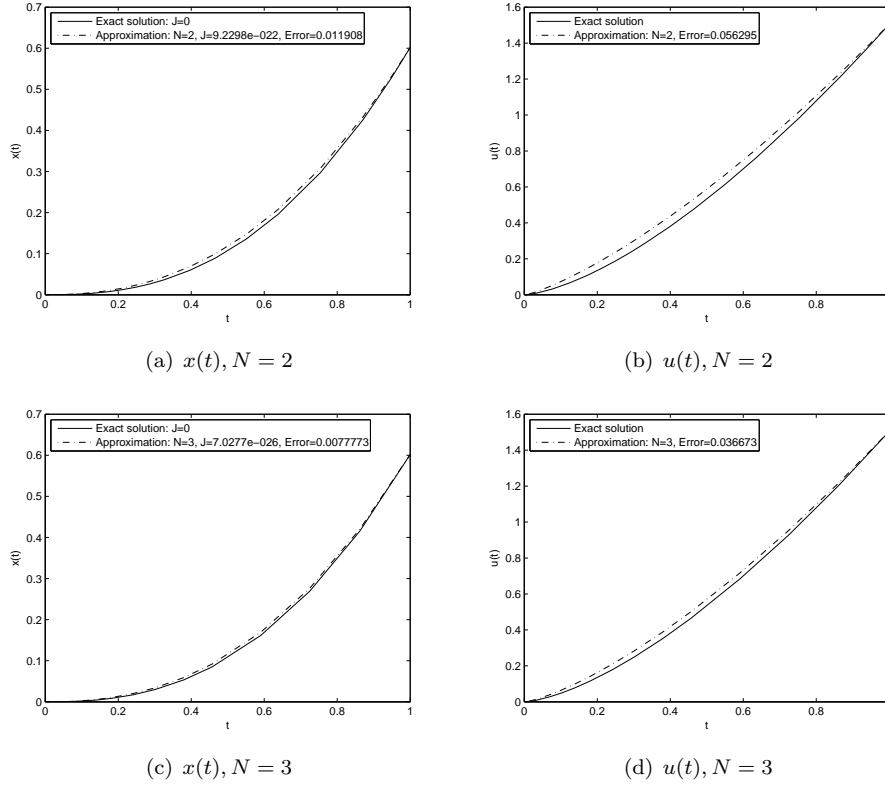 Exact solution: J=0
Approximation: N=2, J=9.2298e−022, Error=0.011908
0.7
0.6
0.5
0.4
0.3
0.2
0.1
0
x(t)
0 0.2 0.4 0.6 0.8 1
t
(a) x(t), N = 2
Exact solution
Approximation: N=2, Error=0.056295
1.6
1.4
1.2
1
0.8
0.6
0.4
0.2
0
u(t)
0 0.2 0.4 0.6 0.8
t
(b) u(t), N = 2
Exact solution: J=0
Approximation: N=3, J=7.0277e−026, Error=0.0077773
0.7
0.6
0.5
0.4
0.3
0.2
0.1
0
x(t)
0 0.2 0.4 0.6 0.8 1
t
(c) x(t), N = 3
Exact solution
Approximation: N=3, Error=0.036673
1.6
1.4
1.2
1
0.8
0.6
0.4
0.2
0
u(t)
0 0.2 0.4 0.6 0.8
t
(d) u(t), N = 3